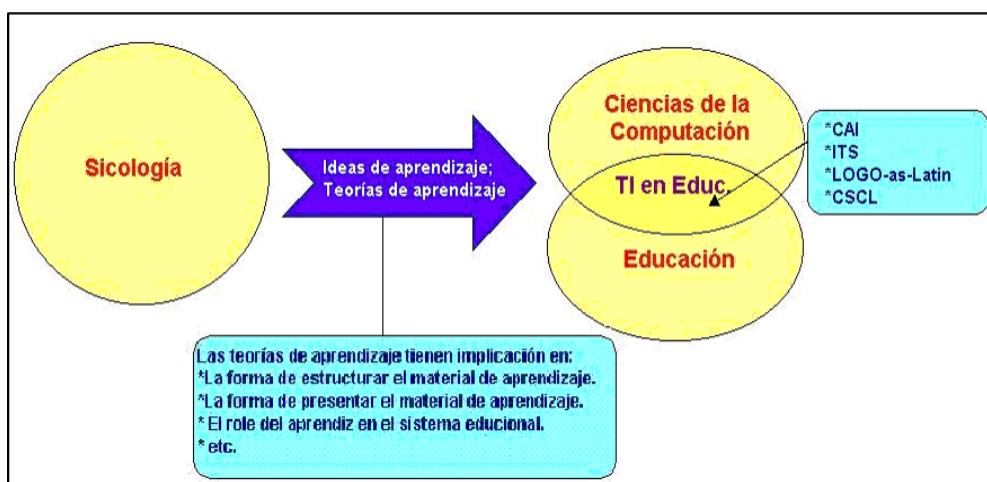 Sicología
Ideas de aprendizaje;
Teorías de aprendizaje
Ciencias de la
Computación
TI en Educ.
Educación
*CAI
*ITS
*LOGO-as-Latin
*CSCL
Las teorías de aprendizaje tienen implicación en:
*La forma de estructurar el material de aprendizaje.
*La forma de presentar el material de aprendizaje.
* El role del aprendiz en el sistema educional.
* etc.